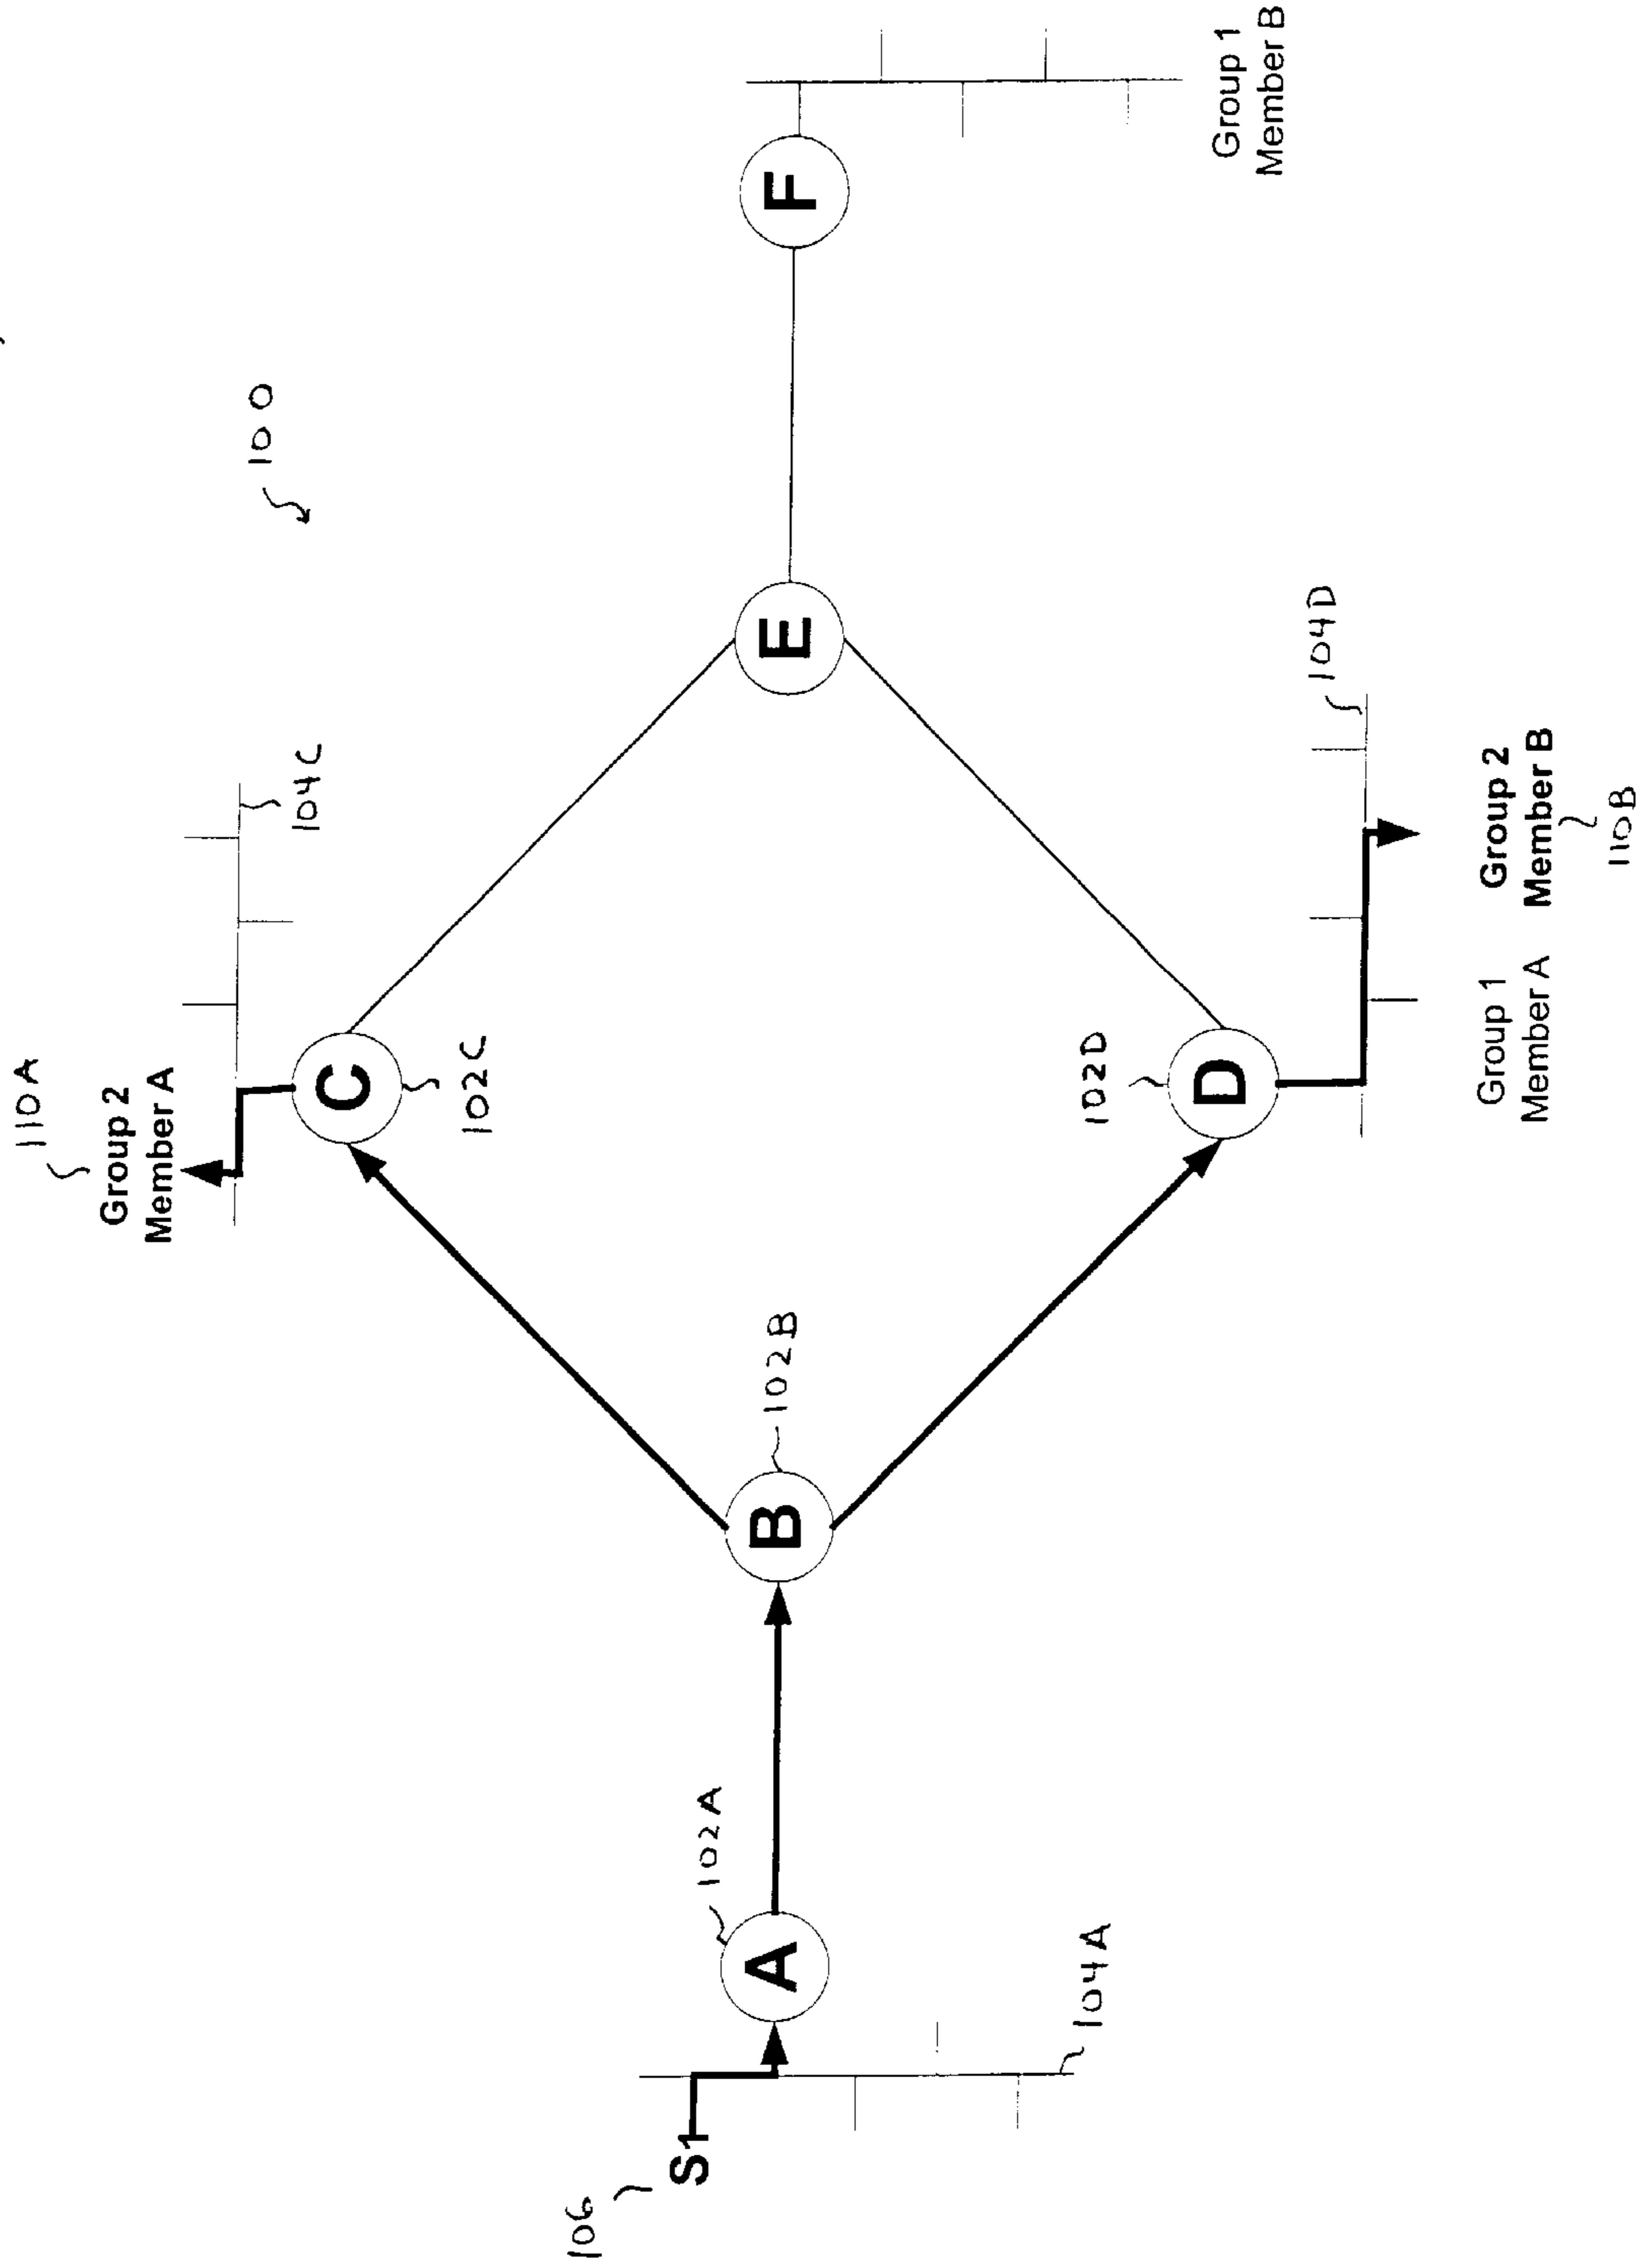 110A
Group 2
Member A
104C
100
C
102C
106
S1
A
102A
104A
B
102B
E
F
Group 1
Member B
102D
D
104D
Group 1
Member A
Group 2
Member B
110B